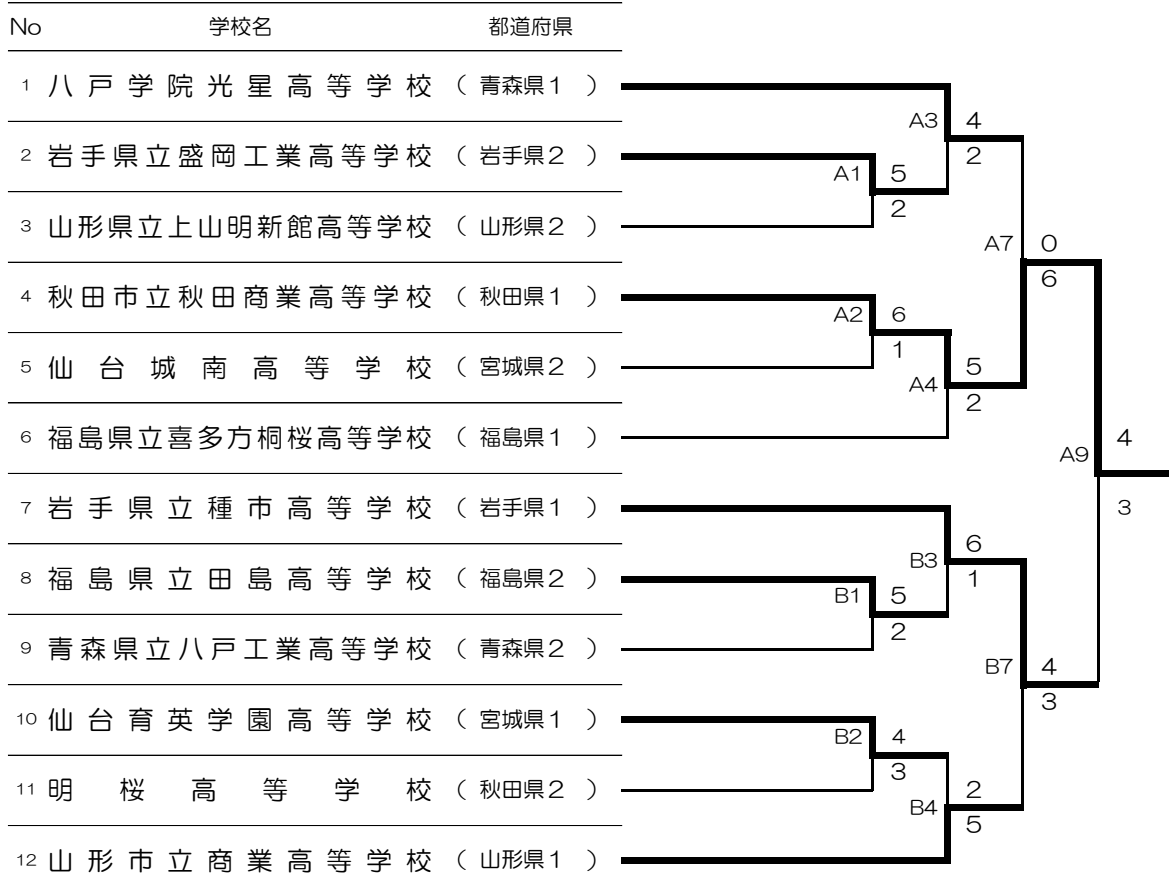 No 学校名 都道府県
1 八戸学院光星高等学校 （ 青森県１ ）
2 岩手県立盛岡工業高等学校 （ 岩手県２ ）
3 山形県立上山明新館高等学校 （ 山形県２ ）
4 秋田市立秋田商業高等学校 （ 秋田県１ ）
5 仙台城南高等学校 （ 宮城県２ ）
6 福島県立喜多方桐桜高等学校 （ 福島県１ ）
7 岩手県立種市高等学校 （ 岩手県１ ）
8 福島県立田島高等学校 （ 福島県２ ）
9 青森県立八戸工業高等学校 （ 青森県２ ）
10 仙台育英学園高等学校 （ 宮城県１ ）
11 明桜高等学校 （ 秋田県２ ）
12 山形市立商業高等学校 （ 山形県１ ）
A1 5
2
A2 6
1
B1 5
2
B2 4
3
A3 4
2
A4 5
2
B3 6
1
B4 2
5
A7 0
6
B7 4
3
A9 4
3